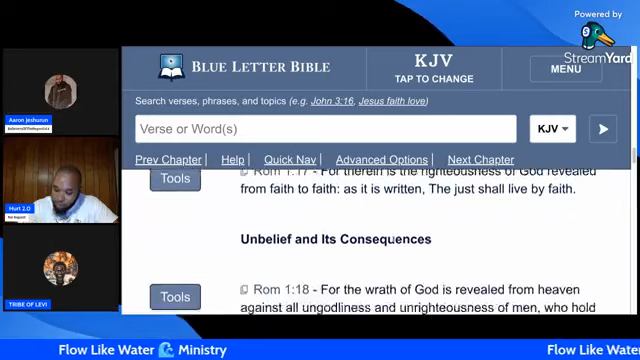 Powered by
StreamYard
BLUE LETTER BIBLE
KJV
TAP TO CHANGE
MENU
Search verses, phrases, and topics (e.g. John 3:16, Jesus faith love)
Verse or Word(s)
KJV
Prev Chapter | Help | Quick Nav | Advanced Options | Next Chapter
Tools
Rom 1:17 - For therein is the righteousness of God revealed
from faith to faith: as it is written, The just shall live by faith.
Unbelief and Its Consequences
Tools
Rom 1:18 - For the wrath of God is revealed from heaven
against all ungodliness and unrighteousness of men, who hold
Aaron Jeshurun
Hurt 2.0
TRIBE OF LEVI
Flow Like Water 🌊 Ministry
Flow Like Water